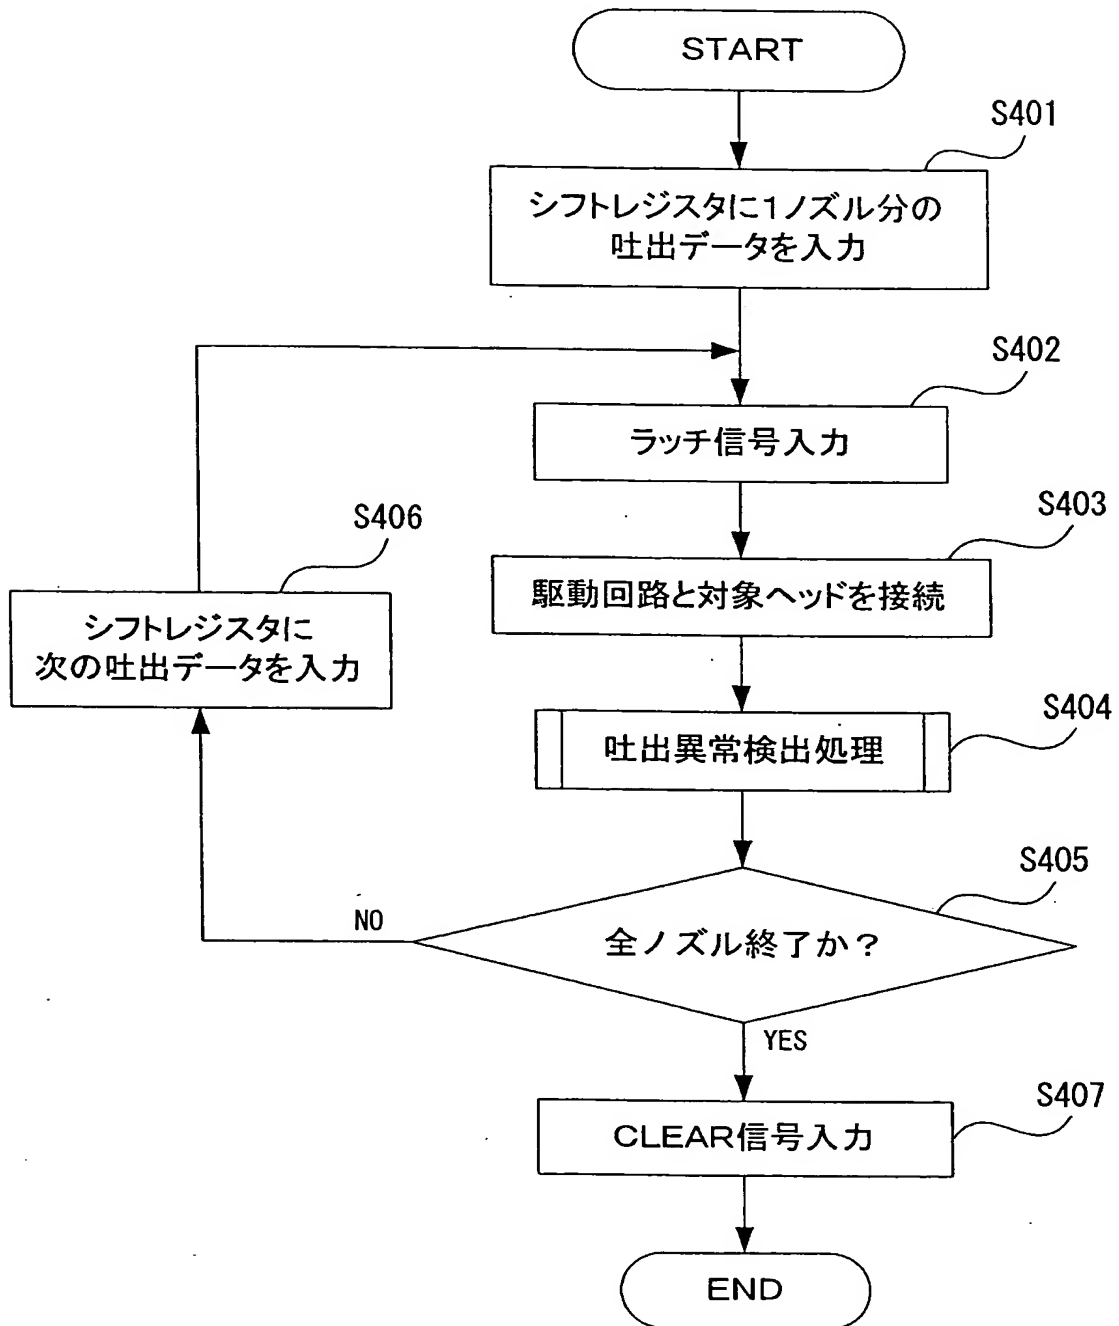 START
S401
シフトレジスタに1ノズル分の
吐出データを入力
S402
ラッチ信号入力
S403
駆動回路と対象ヘッドを接続
S406
シフトレジスタに
次の吐出データを入力
S404
吐出異常検出処理
S405
NO
全ノズル終了か?
YES
S407
CLEAR信号入力
END